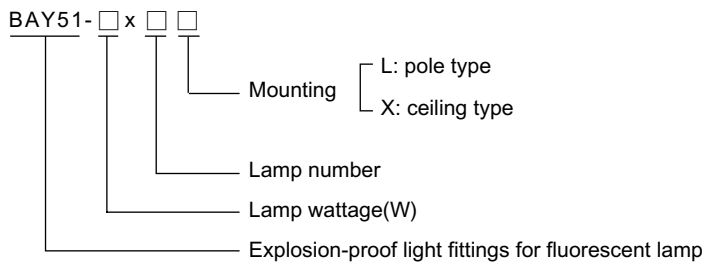 BAY51-□x□□
L: pole type
Mounting
X: ceiling type
Lamp number
Lamp wattage(W)
Explosion-proof light fittings for fluorescent lamp